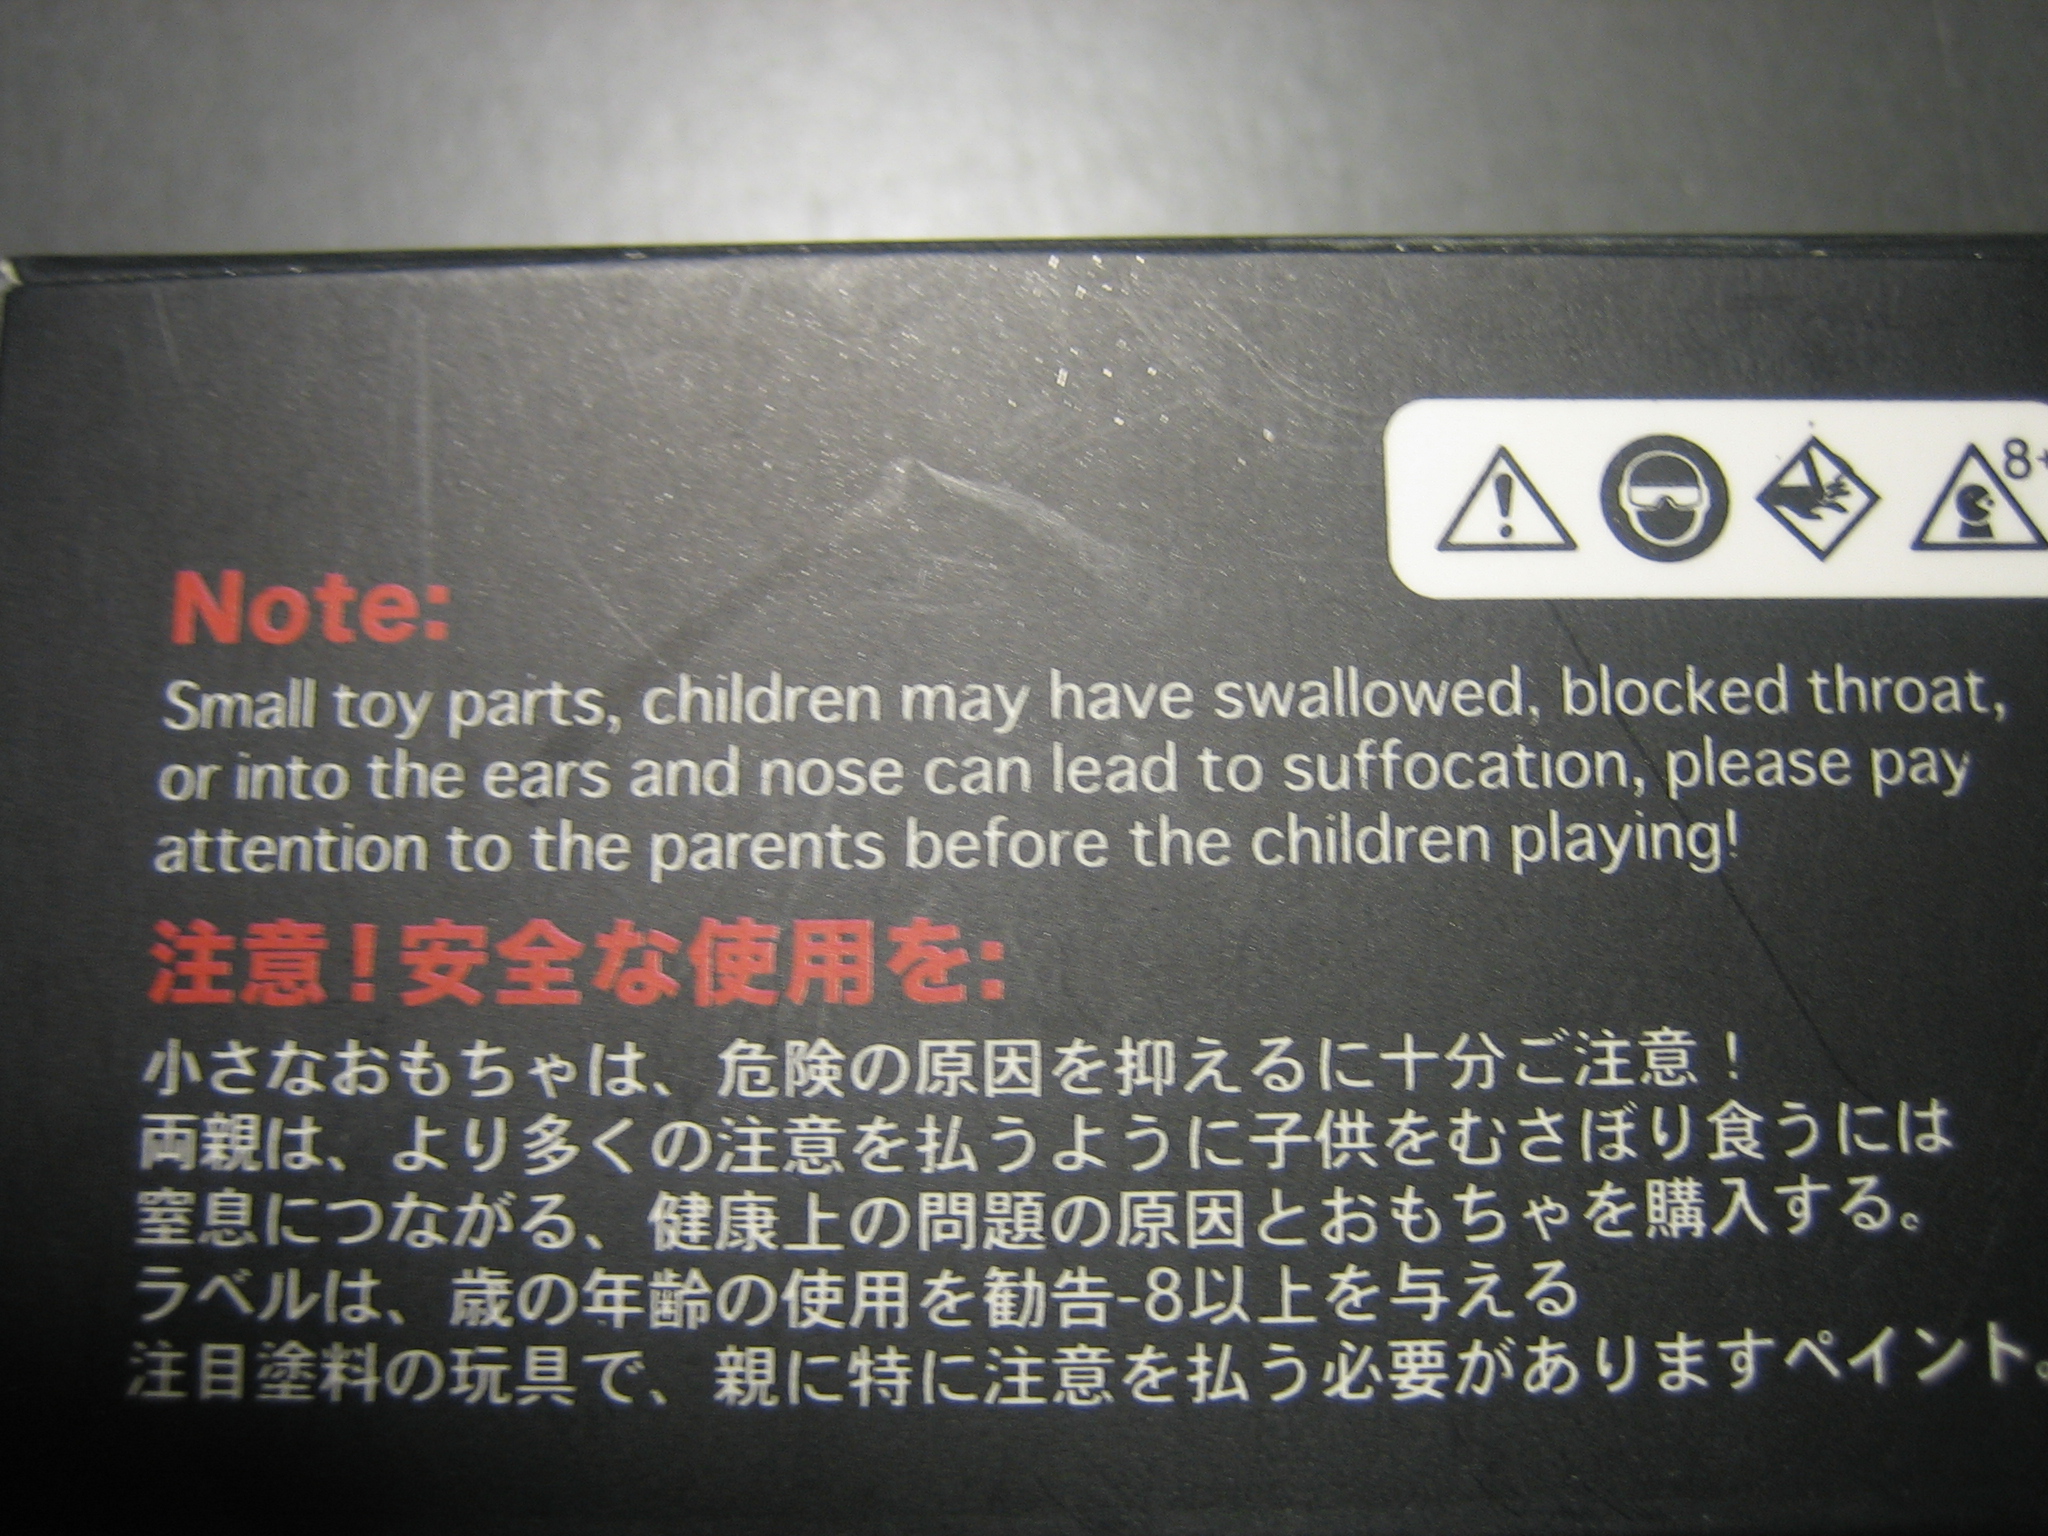 8+
Note:
Small toy parts, children may have swallowed, blocked throat,
or into the ears and nose can lead to suffocation, please pay
attention to the parents before the children playing!
注意！安全な使用を:
小さなおもちゃは、危険の原因を抑えるに十分ご注意！
両親は、より多くの注意を払うように子供をむさぼり食うには
窒息につながる、健康上の問題の原因とおもちゃを購入する。
ラベルは、歳の年齢の使用を勧告-8以上を与える
注目塗料の玩具で、親に特に注意を払う必要がありますペイント。